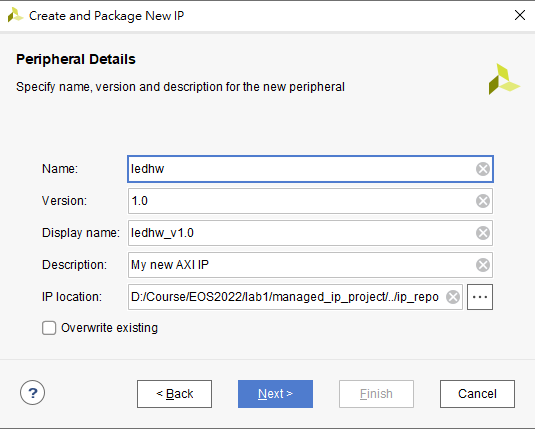 Create and Package New IP
Peripheral Details
Specify name, version and description for the new peripheral
Name: ledhw
Version: 1.0
Display name: ledhw_v1.0
Description: My new AXI IP
IP location: D:/Course/EOS2022/lab1/managed_ip_project/../ip_repo ...
Overwrite existing
? < Back Next > Finish Cancel